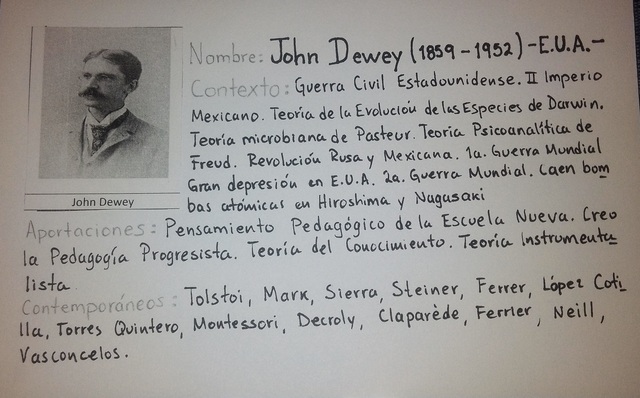 Nombre: John Dewey (1859-1952) -E.U.A.-
Contexto: Guerra Civil Estadounidense. II Imperio
Mexicano. Teoría de la Evolución de las Especies de Darwin.
Teoría microbiana de Pasteur. Teoria Psicoanalítica de
Freud. Revolución Rusa y Mexicana. 1a. Guerra Mundial
Gran depresión en E.U.A. 2a. Guerra Mundial. Caen bom
bas atómicas en Hiroshima y Nagasaki
John Dewey
Aportaciones: Pensamiento Pedagógico de la Escuela Nueva. Creo
la Pedagogía Progresista. Teoría del Conocimiento. Teoría Instrumenta
lista
Contemporáneos: Tolstoi, Marx, Sierra, Steiner, Ferrer, López Coti
lla, Torres Quintero, Montessori, Decroly, Claparède, Ferrier, Neill,
Vasconcelos.